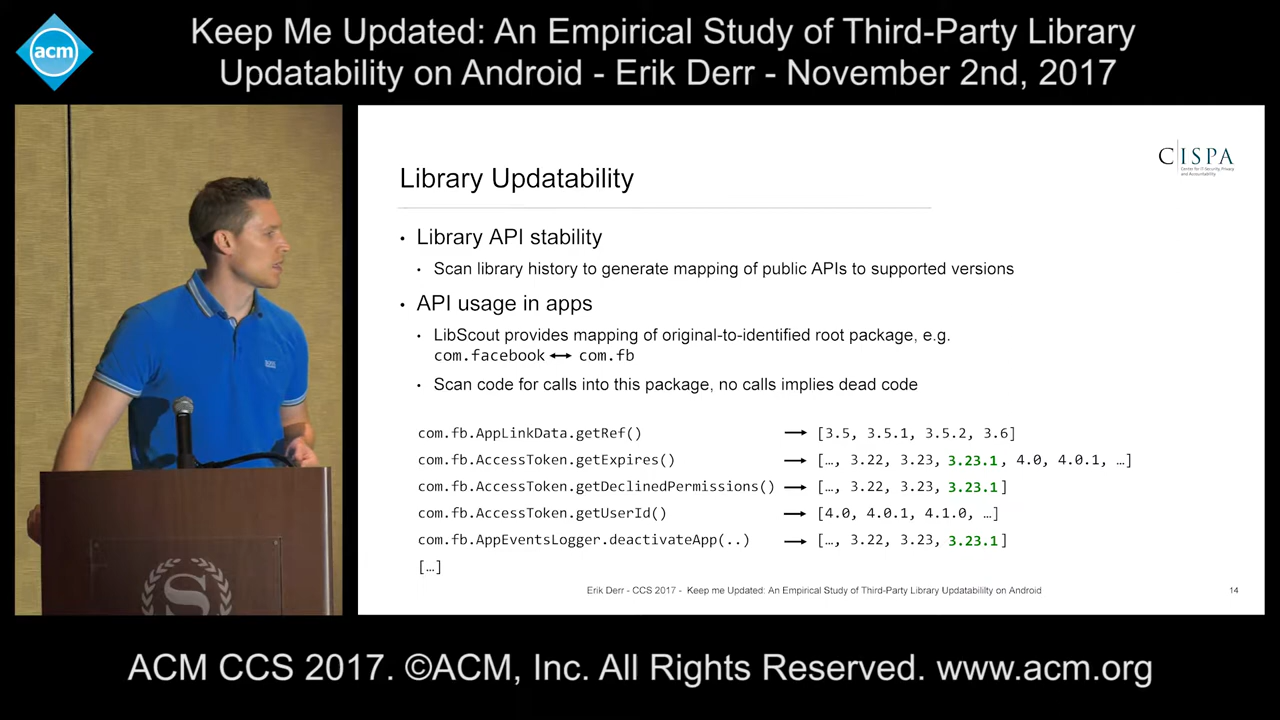 acm
Keep Me Updated: An Empirical Study of Third-Party Library
Updatability on Android - Erik Derr - November 2nd, 2017
CISPA
Center for IT-Security, Privacy
and Accountability
Library Updatability
• Library API stability
• Scan library history to generate mapping of public APIs to supported versions
• API usage in apps
• LibScout provides mapping of original-to-identified root package, e.g.
com.facebook ⟷ com.fb
• Scan code for calls into this package, no calls implies dead code
com.fb.AppLinkData.getRef() → [3.5, 3.5.1, 3.5.2, 3.6]
com.fb.AccessToken.getExpires() → […, 3.22, 3.23, 3.23.1, 4.0, 4.0.1, …]
com.fb.AccessToken.getDeclinedPermissions() → […, 3.22, 3.23, 3.23.1]
com.fb.AccessToken.getUserId() → [4.0, 4.0.1, 4.1.0, …]
com.fb.AppEventsLogger.deactivateApp(..) → […, 3.22, 3.23, 3.23.1]
[…]
Erik Derr - CCS 2017 - Keep me Updated: An Empirical Study of Third-Party Library Updatabilility on Android
14
S
ACM CCS 2017. ©ACM, Inc. All Rights Reserved. www.acm.org